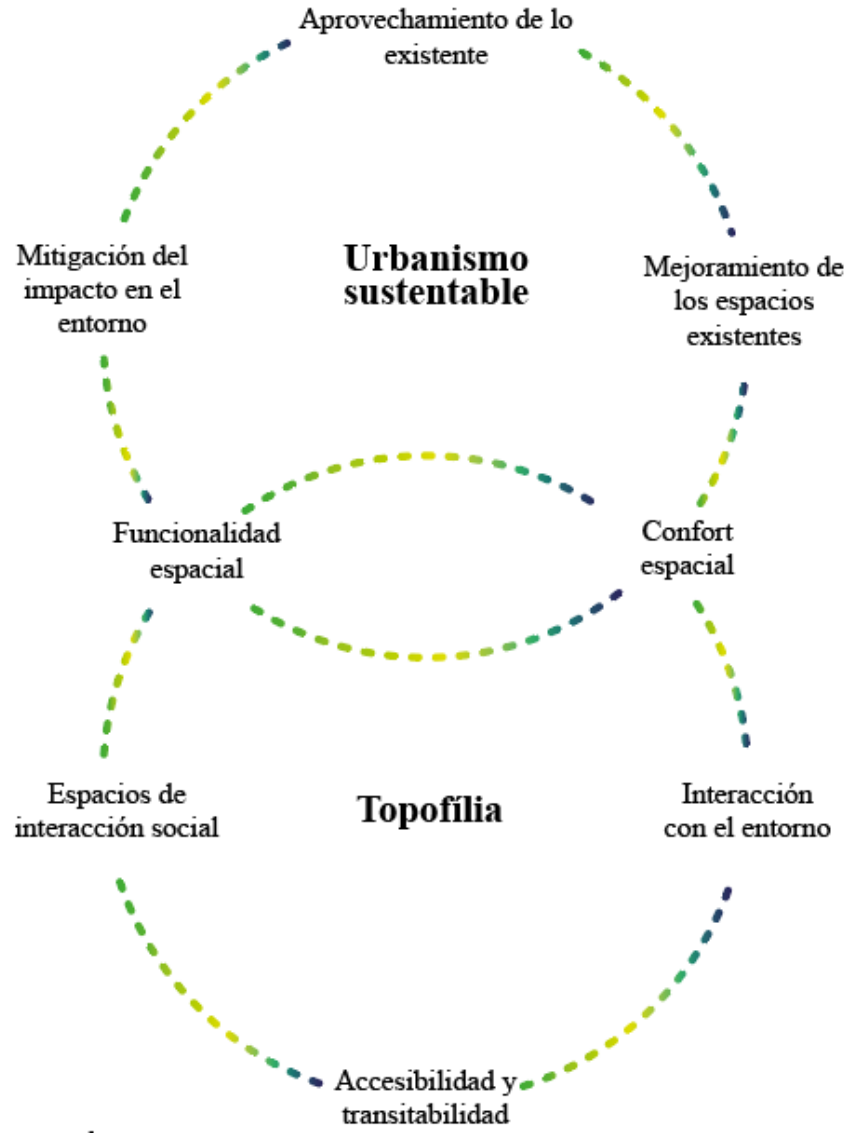 Aprovechamiento de lo
existente
Mitigación del
impacto en el
entorno
Urbanismo
sustentable
Mejoramiento de
los espacios
existentes
Funcionalidad
espacial
Confort
espacial
Espacios de
interacción social
Topofília
Interacción
con el entorno
Accesibilidad y
transitabilidad